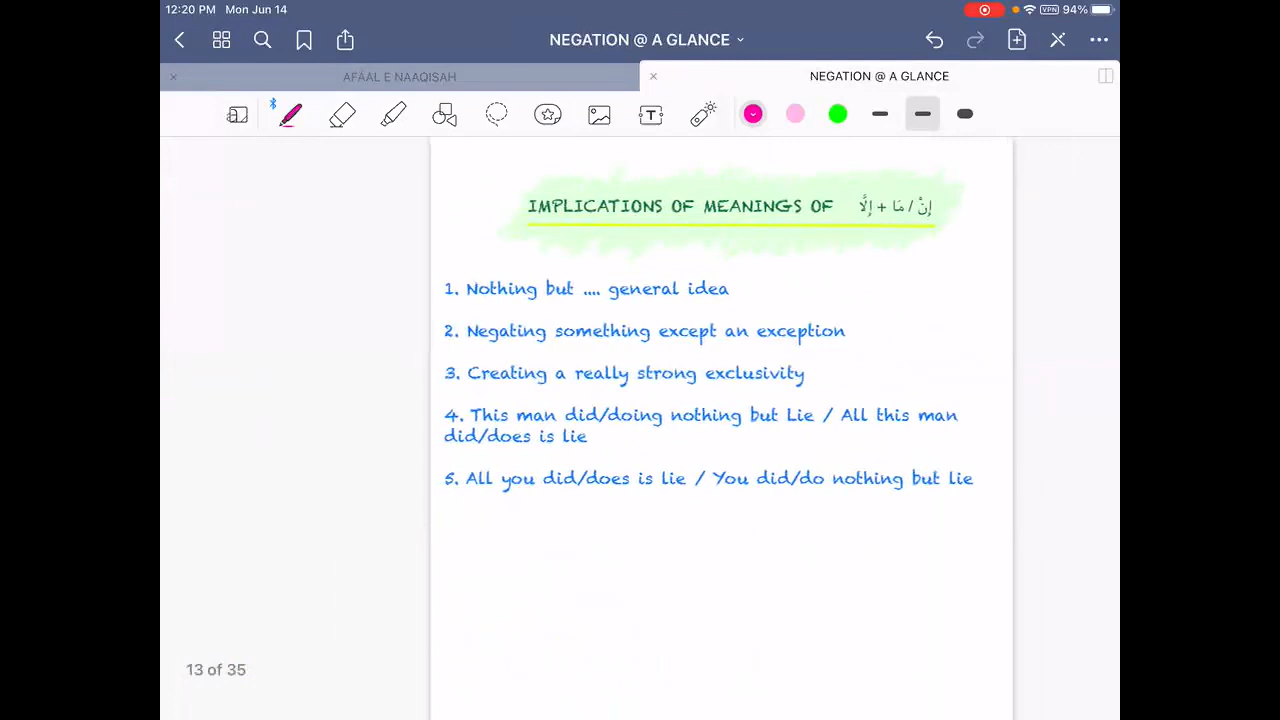 12:20 PM Mon Jun 14
VPN 94%
NEGATION @ A GLANCE
AFAAL E NAAQISAH
NEGATION @ A GLANCE
T
IMPLICATIONS OF MEANINGS OF إِنْ / مَا + إِلَّا
1. Nothing but .... general idea
2. Negating something except an exception
3. Creating a really strong exclusivity
4. This man did/doing nothing but Lie / All this man
did/does is lie
5. All you did/does is lie / You did/do nothing but lie
13 of 35